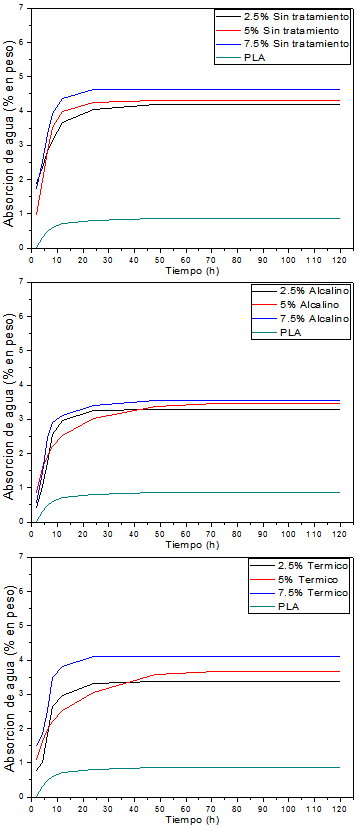 7
2.5% Sin tratamiento
5% Sin tratamiento
7.5% Sin tratamiento
PLA
6
5
4
3
2
1
0
Absorcion de agua (% en peso)
0 10 20 30 40 50 60 70 80 90 100 110 120
Tiempo (h)
7
2.5% Alcalino
5% Alcalino
7.5% Alcalino
PLA
6
5
4
3
2
1
0
Absorcion de agua (% en peso)
0 10 20 30 40 50 60 70 80 90 100 110 120
Tiempo (h)
7
2.5% Termico
5% Termico
7.5% Termico
PLA
6
5
4
3
2
1
0
Absorcion de agua (% en peso)
0 10 20 30 40 50 60 70 80 90 100 110 120
Tiempo (h)